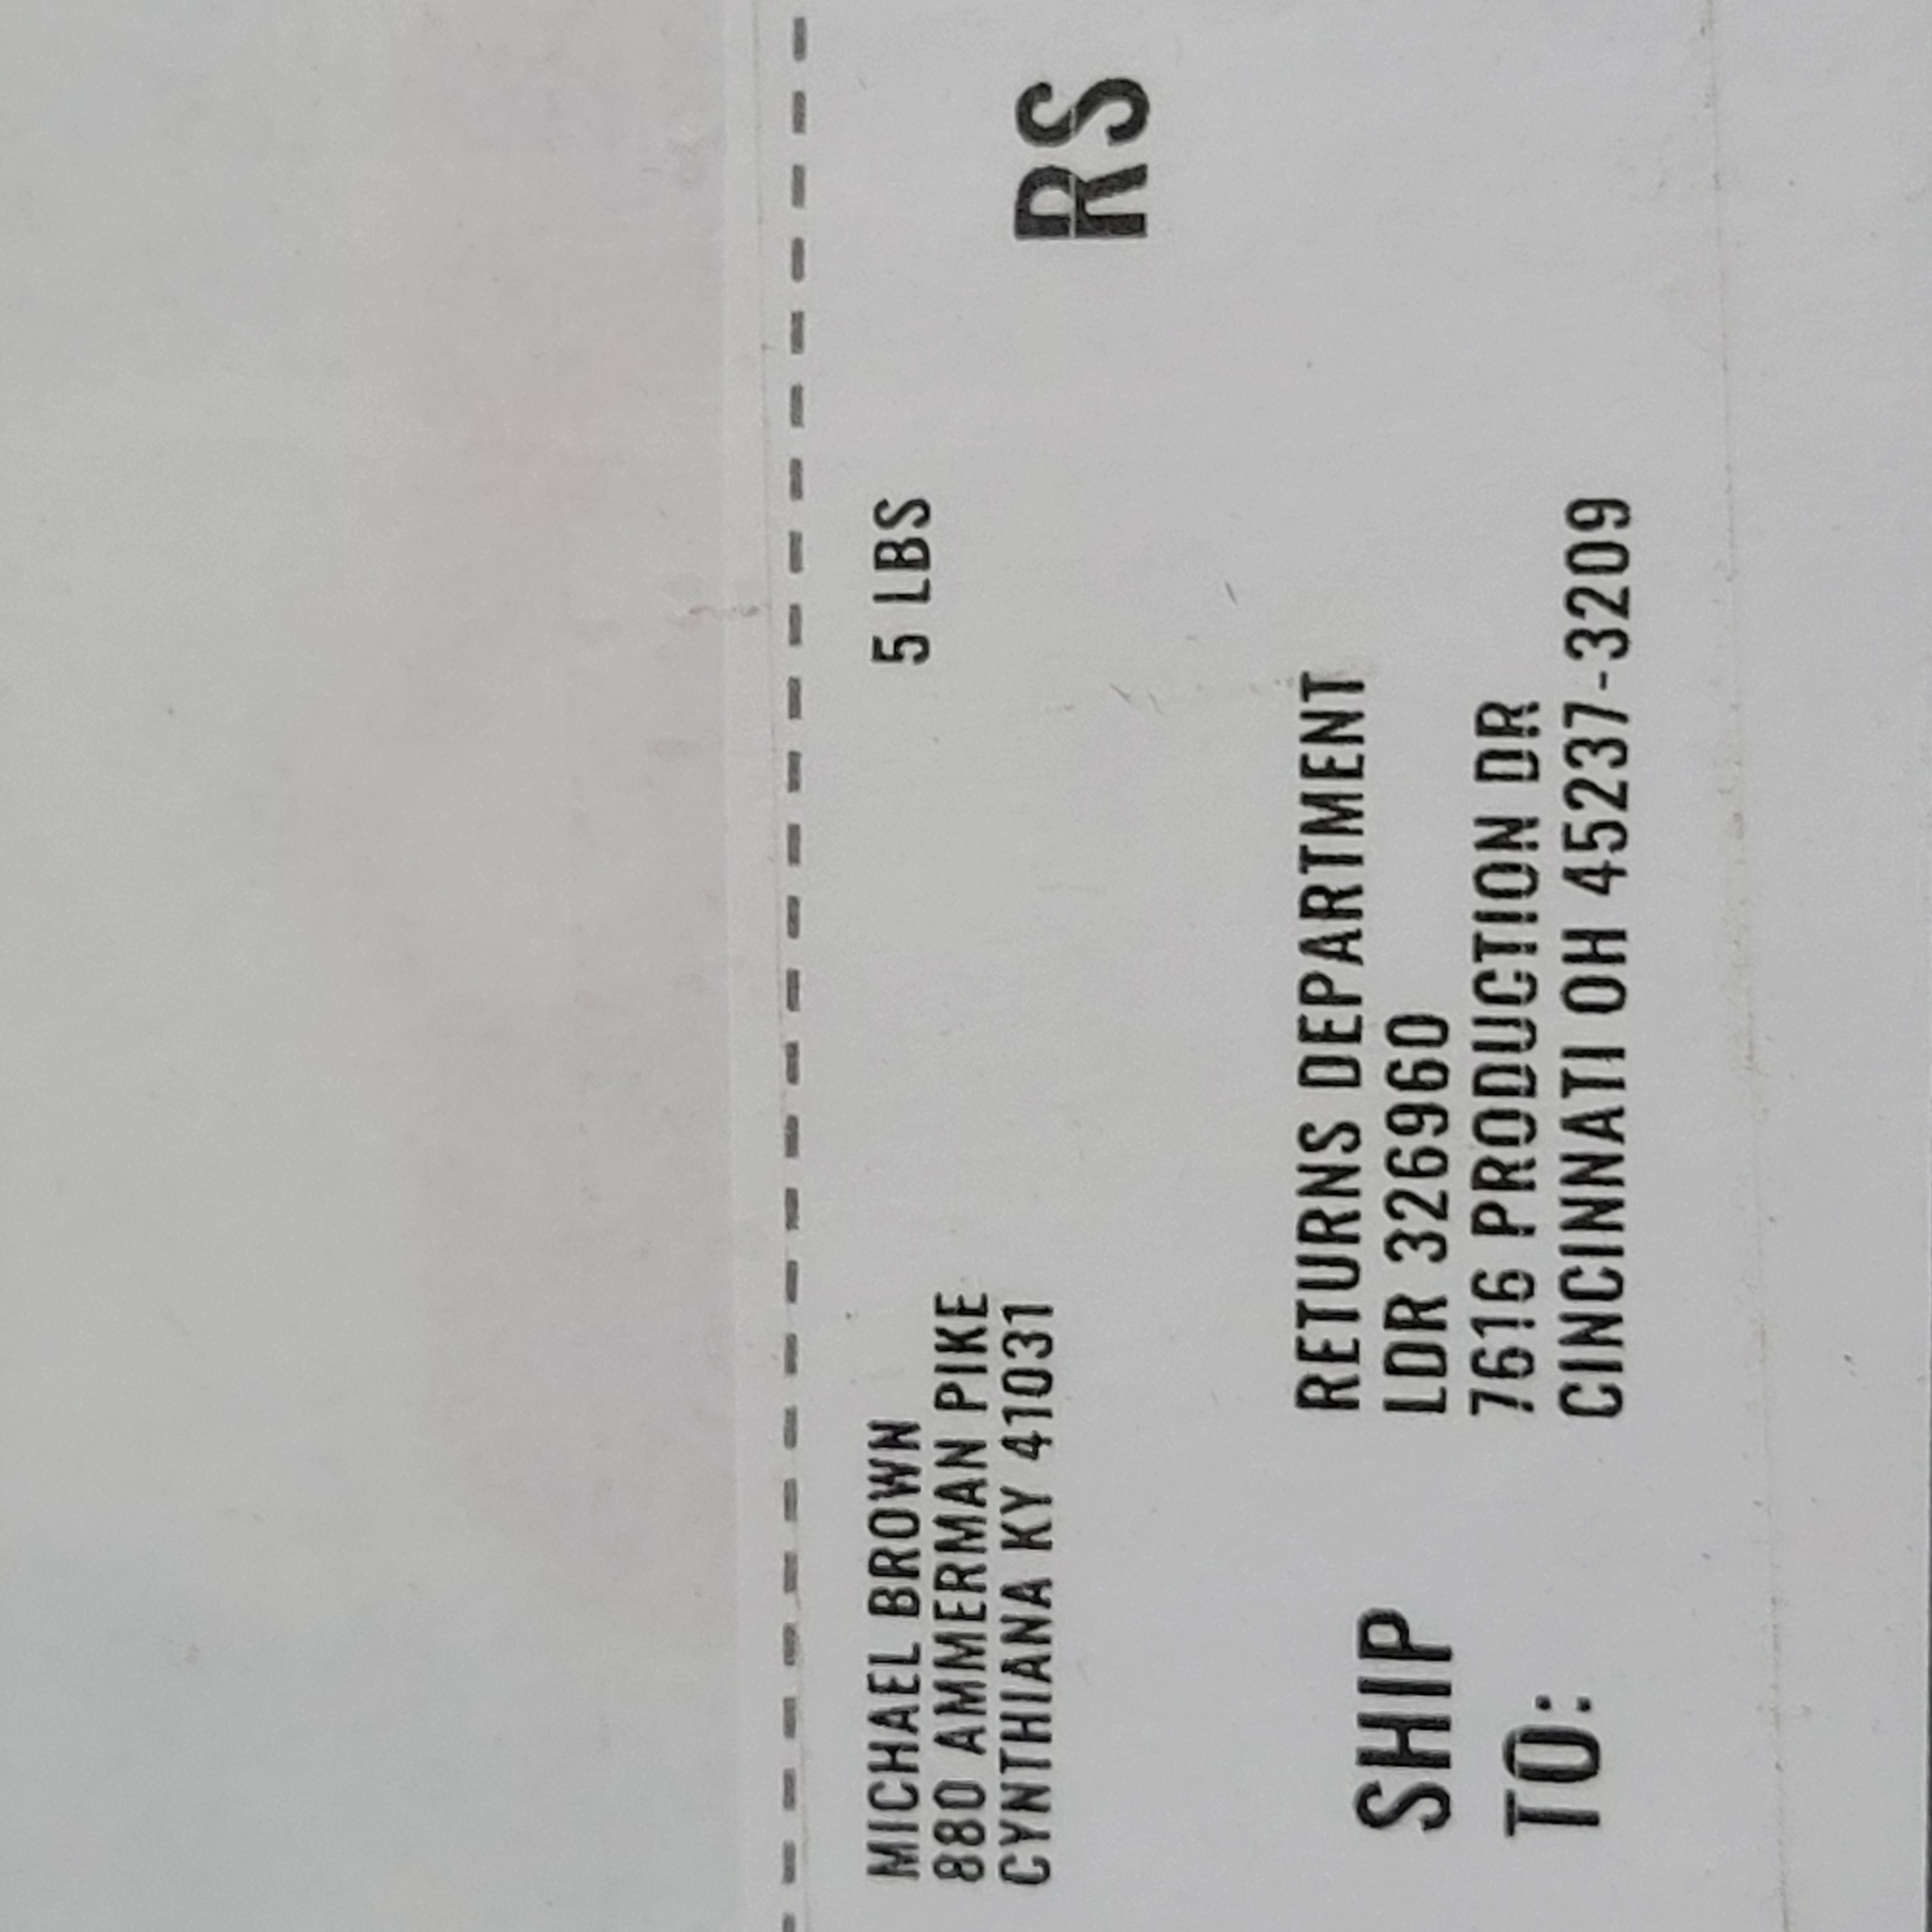 MICHAEL BROWN
880 AMMERMAN PIKE
CYNTHIANA KY 41031
5 LBS
RS
SHIP
TO:
RETURNS DEPARTMENT
LDR 326960
7616 PRODUCTION DR
CINCINNATI OH 45237-3209